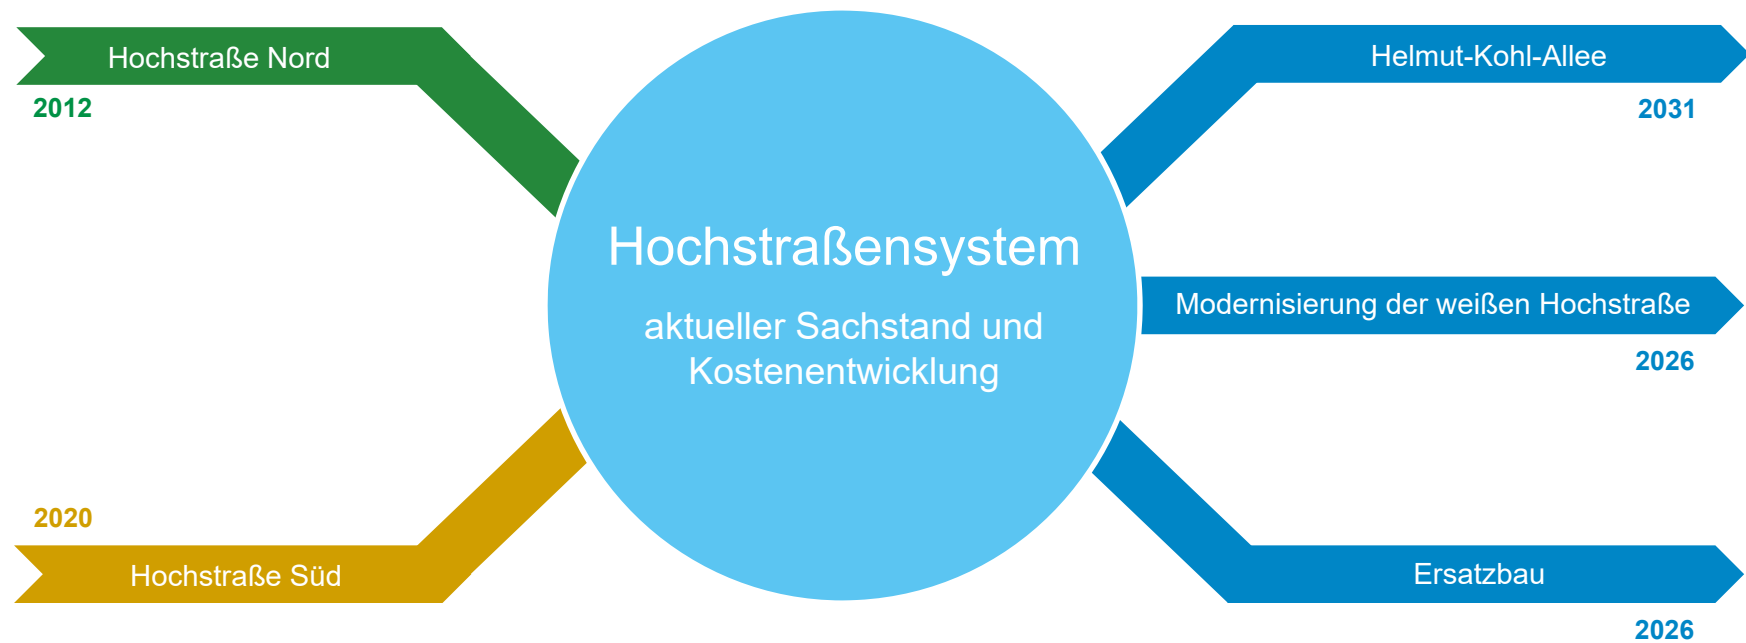 Hochstraße Nord
2012
2020
Hochstraße Süd
Hochstraßensystem
aktueller Sachstand und
Kostenentwicklung
Helmut-Kohl-Allee
2031
Modernisierung der weißen Hochstraße
2026
Ersatzbau
2026